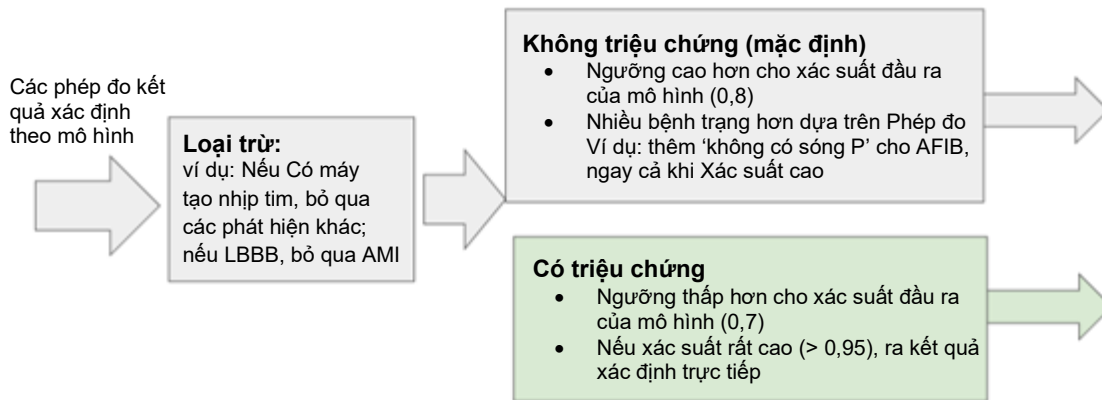 Các phép đo kết
quả xác định
theo mô hình
Loại trừ:
ví dụ: Nếu Có máy
tạo nhịp tim, bỏ qua
các phát hiện khác;
nếu LBBB, bỏ qua AMI
Không triệu chứng (mặc định)
• Ngưỡng cao hơn cho xác suất đầu ra
của mô hình (0,8)
• Nhiều bệnh trạng hơn dựa trên Phép đo
Ví dụ: thêm ‘không có sóng P’ cho AFIB,
ngay cả khi Xác suất cao
Có triệu chứng
• Ngưỡng thấp hơn cho xác suất đầu ra
của mô hình (0,7)
• Nếu xác suất rất cao (> 0,95), ra kết quả
xác định trực tiếp